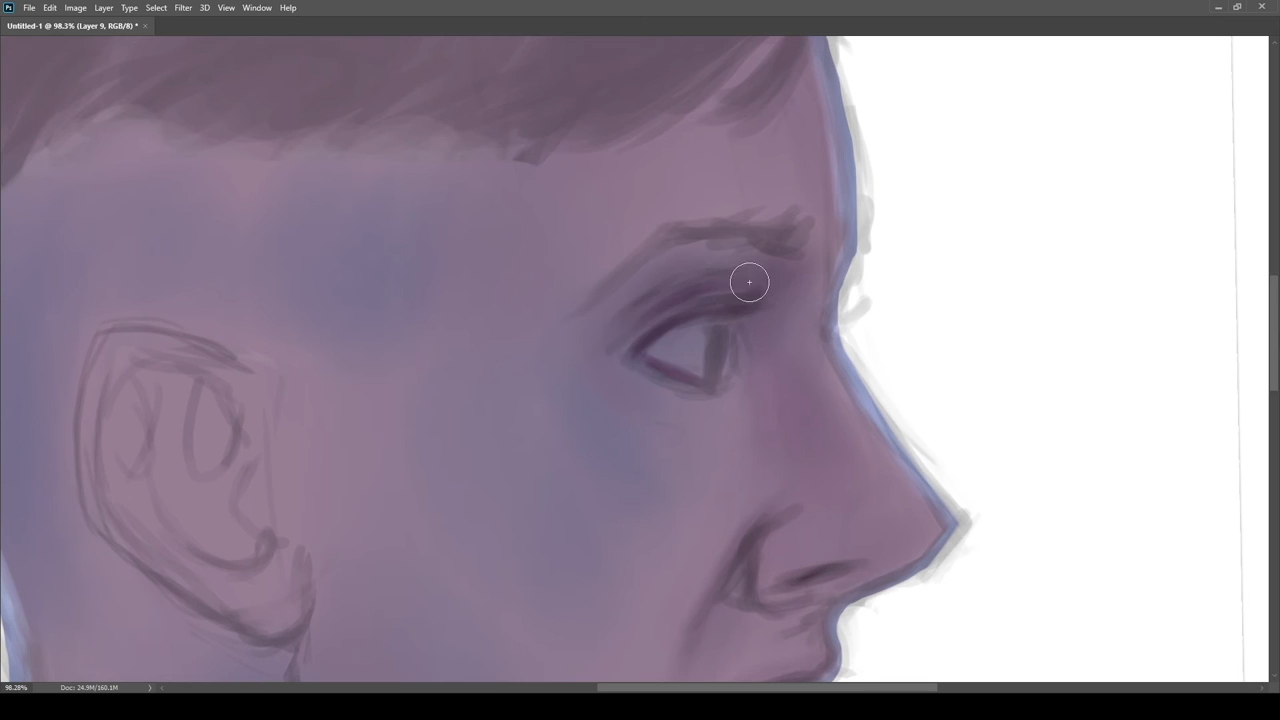 Ps File Edit Image Layer Type Select Filter 3D View Window Help
Untitled-1 @ 98.3% (Layer 9, RGB/8) * ×
98.28% Doc: 24.9M/160.1M